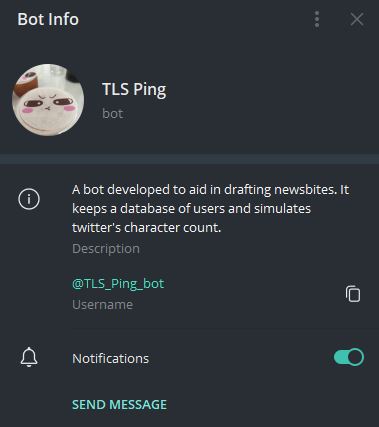 Bot Info
TLS Ping
bot
A bot developed to aid in drafting newsbites. It
keeps a database of users and simulates
twitter's character count.
Description
@TLS_Ping_bot
Username
Notifications
SEND MESSAGE